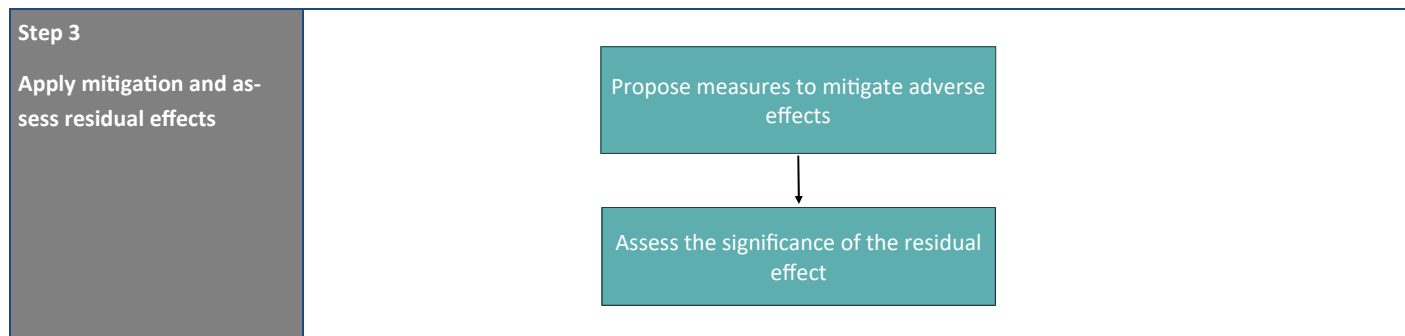 Step 3
Apply mitigation and as-
sess residual effects
Propose measures to mitigate adverse
effects
Assess the significance of the residual
effect